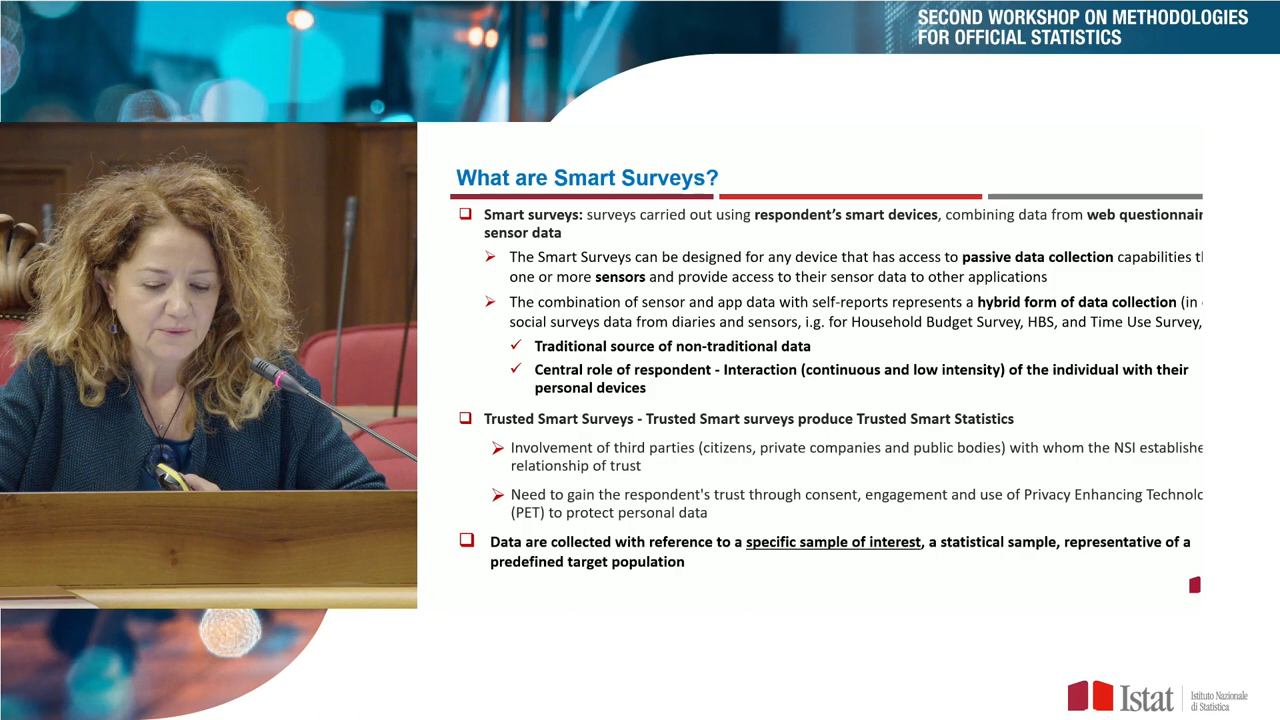 SECOND WORKSHOP ON METHODOLOGIES
FOR OFFICIAL STATISTICS
What are Smart Surveys?
Smart surveys: surveys carried out using respondent's smart devices, combining data from web
sensor data
The Smart Surveys can be designed for any device that has access to passive data collection capabilities
one or more sensors and provide access to their sensor data to other applications
The combination of sensor and app data with self-reports represents a hybrid form of data collection (in
social surveys data from diaries and sensors, i.g. for Household Budget Survey, HBS, and Time Use Survey,
Traditional source of non-traditional data
Central role of respondent - Interaction (continuous and low intensity) of the individual with their
personal devices
Trusted Smart Surveys - Trusted Smart surveys produce Trusted Smart Statistics
Involvement of third parties (citizens, private companies and public bodies) with whom the NSI
relationship of trust
Need to gain the respondent's trust through consent, engagement and use of Privacy Enhancing
(PET) to protect personal data
Data are collected with reference to a specific sample of interest, a statistical sample, representative of a
predefined target population
Istat
Istituto Nazionale
di Statistica